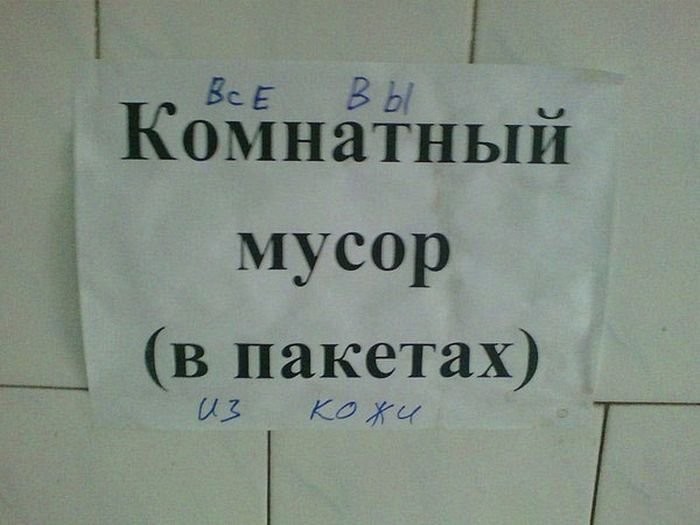 ВсЕ ВЫ
Комнатный
мусор
(в пакетах)
из кожи